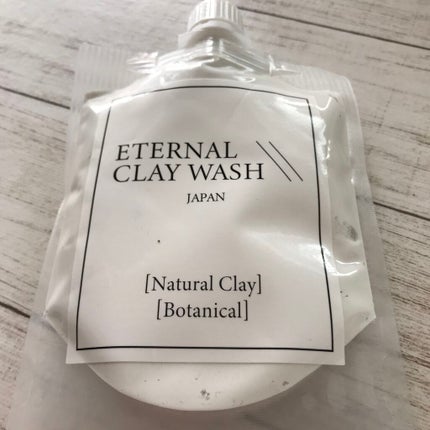 ETERNAL
CLAY WASH
JAPAN
[Natural Clay]
[Botanical]